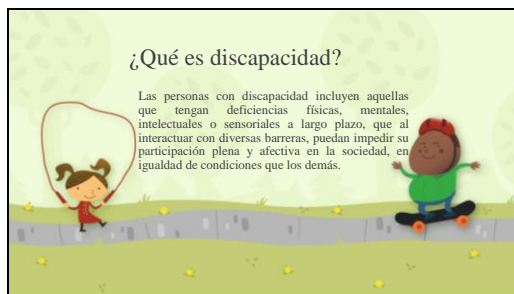 ¿Qué es discapacidad?
Las personas con discapacidad incluyen aquellas
que tengan deficiencias físicas, mentales,
intelectuales o sensoriales a largo plazo, que al
interactuar con diversas barreras, puedan impedir su
participación plena y afectiva en la sociedad, en
igualdad de condiciones que los demás.